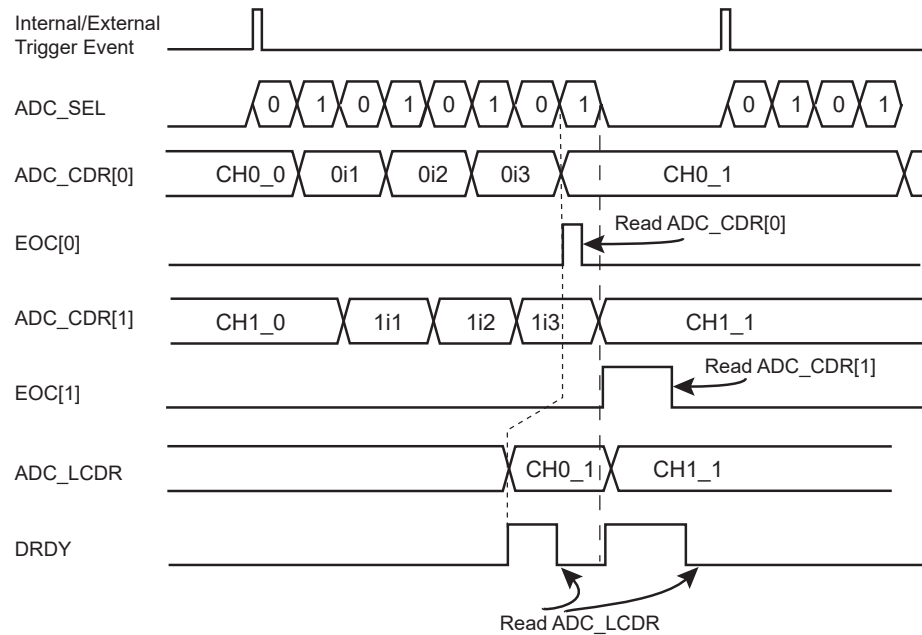 Internal/External
Trigger Event
ADC_SEL 0 1 0 1 0 1 0 1 0 1 0 1
ADC_CDR[0] CH0_0 0i1 0i2 0i3 CH0_1
Read ADC_CDR[0]
EOC[0]
ADC_CDR[1] CH1_0 1i1 1i2 1i3 CH1_1
Read ADC_CDR[1]
EOC[1]
ADC_LCDR CH0_1 CH1_1
DRDY
Read ADC_LCDR